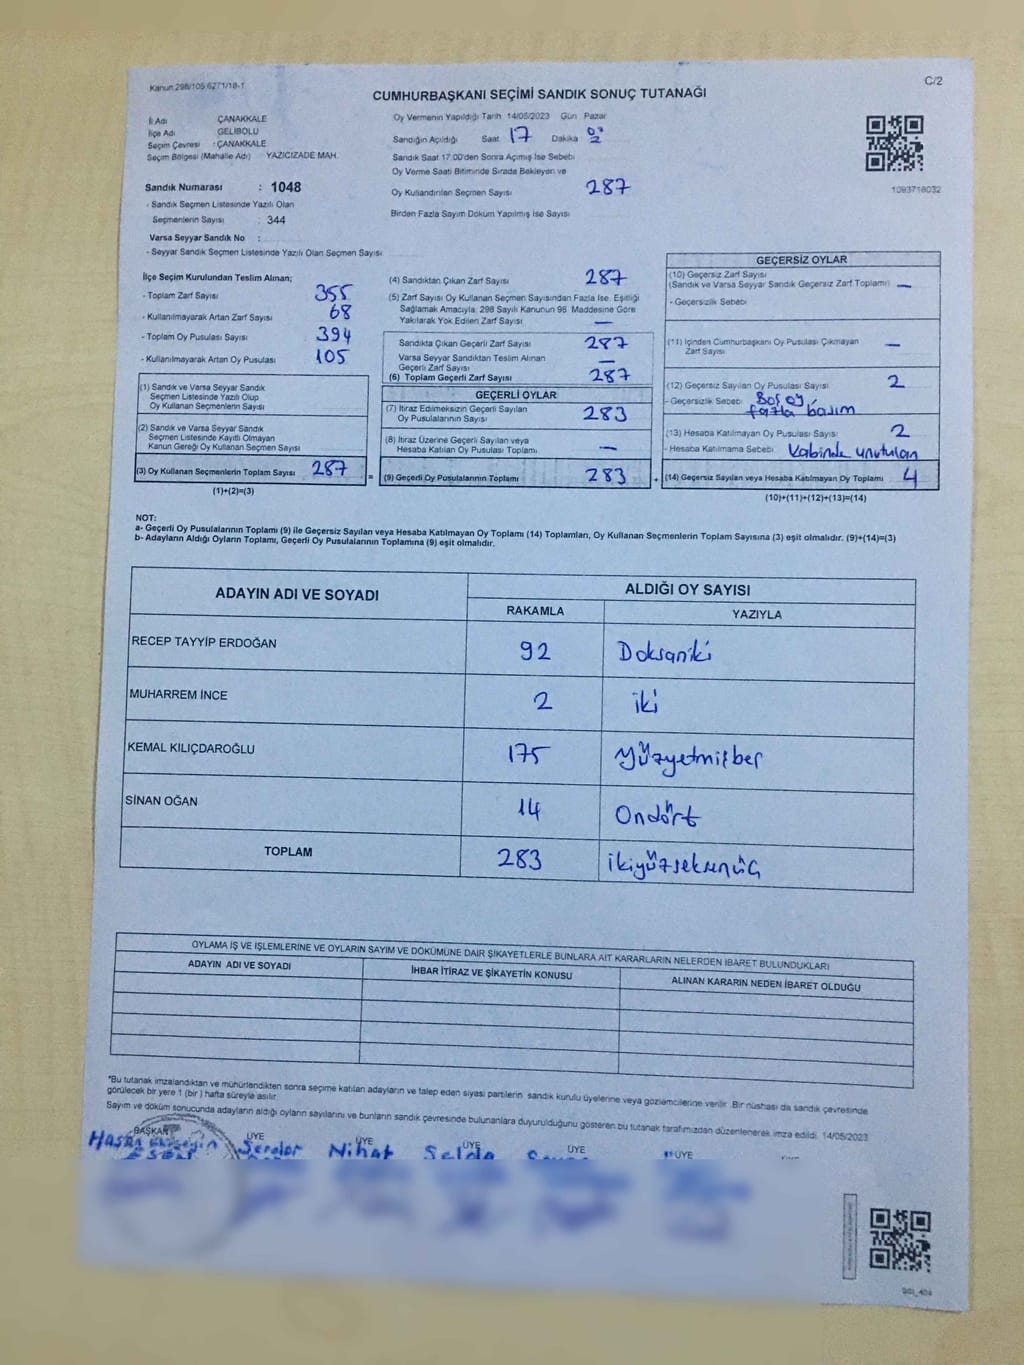 Kanun 298/105;6271/18-1
C/2
CUMHURBAŞKANI SEÇİMİ SANDIK SONUÇ TUTANAĞI
İl Adı ÇANAKKALE
İlçe Adı GELİBOLU
Seçim Çevresi : ÇANAKKALE
Seçim Bölgesi (Mahalle Adı) YAZICIZADE MAH.
Sandık Numarası : 1048
- Sandık Seçmen Listesinde Yazılı Olan
Seçmenlerin Sayısı : 344
Varsa Seyyar Sandık No :
- Seyyar Sandık Seçmen Listesinde Yazılı Olan Seçmen Sayısı
Oy Vermenin Yapıldığı Tarih 14/05/2023 Gün Pazar
Sandığın Açıldığı Saat 17 Dakika
Sandık Saat 17.00'den Sonra Açımış İse Sebebi
Oy Verme Saati Bitiminde Sırada Bekleyen ve
Oy Kullandırılan Seçmen Sayısı 287
Birden Fazla Sayım Döküm Yapılmış İse Sayısı
1093718032
İlçe Seçim Kurulundan Teslim Alınan;
- Toplam Zarf Sayısı 355
- Kullanılmayarak Artan Zarf Sayısı 68
- Toplam Oy Pusulası Sayısı 394
- Kullanılmayarak Artan Oy Pusulası 105
(1) Sandık ve Varsa Seyyar Sandık
Seçmen Listesinde Yazılı Olup
Oy Kullanan Seçmenlerin Sayısı
(2) Sandık ve Varsa Seyyar Sandık
Seçmen Listesinde Kayıtlı Olmayan
Kanun Gereği Oy Kullanan Seçmen Sayısı
(3) Oy Kullanan Seçmenlerin Toplam Sayısı 287 =
(1)+(2)=(3)
(4) Sandıktan Çıkan Zarf Sayısı 287
(5) Zarf Sayısı Oy Kullanan Seçmen Sayısından Fazla İse, Eşitliği
Sağlamak Amacıyla, 298 Sayılı Kanunun 98. Maddesine Göre
Yakılarak Yok Edilen Zarf Sayısı —
Sandıkta Çıkan Geçerli Zarf Sayısı 287
Varsa Seyyar Sandıktan Teslim Alınan
Geçerli Zarf Sayısı —
(6) Toplam Geçerli Zarf Sayısı 287
GEÇERLİ OYLAR
(7) İtiraz Edilmeksizin Geçerli Sayılan
Oy Pusulalarının Sayısı 283
(8) İtiraz Üzerine Geçerli Sayılan veya
Hesaba Katılan Oy Pusulası Toplamı —
(9) Geçerli Oy Pusulalarının Toplamı 283 +
GEÇERSİZ OYLAR
(10) Geçersiz Zarf Sayısı
(Sandık ve Varsa Seyyar Sandık Geçersiz Zarf Toplamı) —
- Geçersizlik Sebebi
(11) İçinden Cumhurbaşkanı Oy Pusulası Çıkmayan
Zarf Sayısı —
(12) Geçersiz Sayılan Oy Pusulası Sayısı 2
- Geçersizlik Sebebi Boş oy,
fazla basım
(13) Hesaba Katılmayan Oy Pusulası Sayısı 2
- Hesaba Katılmama Sebebi Kabinde unutulan
(14) Geçersiz Sayılan veya Hesaba Katılmayan Oy Toplamı 4
(10)+(11)+(12)+(13)=(14)
NOT:
a- Geçerli Oy Pusulalarının Toplamı (9) ile Geçersiz Sayılan veya Hesaba Katılmayan Oy Toplamı (14) Toplamları, Oy Kullanan Seçmenlerin Toplam Sayısına (3) eşit olmalıdır. (9)+(14)=(3)
b- Adayların Aldığı Oyların Toplamı, Geçerli Oy Pusulalarının Toplamına (9) eşit olmalıdır.
ADAYIN ADI VE SOYADI ALDIĞI OY SAYISI
RAKAMLA YAZIYLA
RECEP TAYYİP ERDOĞAN 92 Doksaniki
MUHARREM İNCE 2 iki
KEMAL KILIÇDAROĞLU 175 Yüzyetmişbeş
SİNAN OĞAN 14 Ondört
TOPLAM 283 ikiyüzseksenüç
OYLAMA İŞ VE İŞLEMLERİNE VE OYLARIN SAYIM VE DÖKÜMÜNE DAİR ŞİKAYETLERLE BUNLARA AİT KARARLARIN NELERDEN İBARET BULUNDUKLARI
ADAYIN ADI VE SOYADI İHBAR İTİRAZ VE ŞİKAYETİN KONUSU ALINAN KARARIN NEDEN İBARET OLDUĞU
*Bu tutanak imzalandıktan ve mühürlendikten sonra seçime katılan adayların ve talep eden siyasi partilerin sandık kurulu üyelerine veya gözlemcilerine verilir. Bir nüshası da sandık çevresinde
görülecek bir yere 1 (bir) hafta süreyle asılır.
Sayım ve döküm sonucunda adayların aldığı oyların sayılarını ve bunların sandık çevresinde bulunanlara duyurulduğunu gösteren bu tutanak tarafımızdan düzenlenerek imza edildi. 14/05/2023
BAŞKAN ÜYE ÜYE ÜYE ÜYE ÜYE
Hasan Serdar Nihat Selda